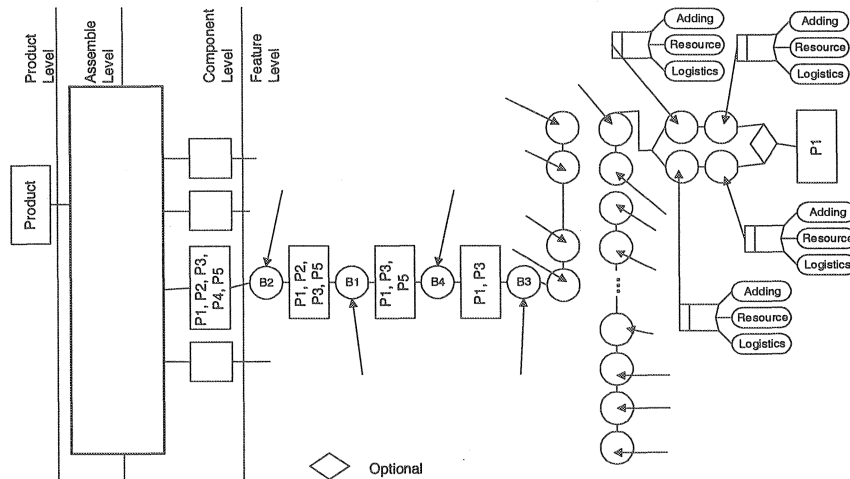 Product
Level
Assemble
Level
Component
Level
Feature
Level
Product
P1, P2, P3,
P4, P5
B2
P1, P2,
P3, P5
B1
P1, P3,
P5
B4
P1, P3
B3
Adding
Resource
Logistics
Adding
Resource
Logistics
P1
Adding
Resource
Logistics
Adding
Resource
Logistics
Optional